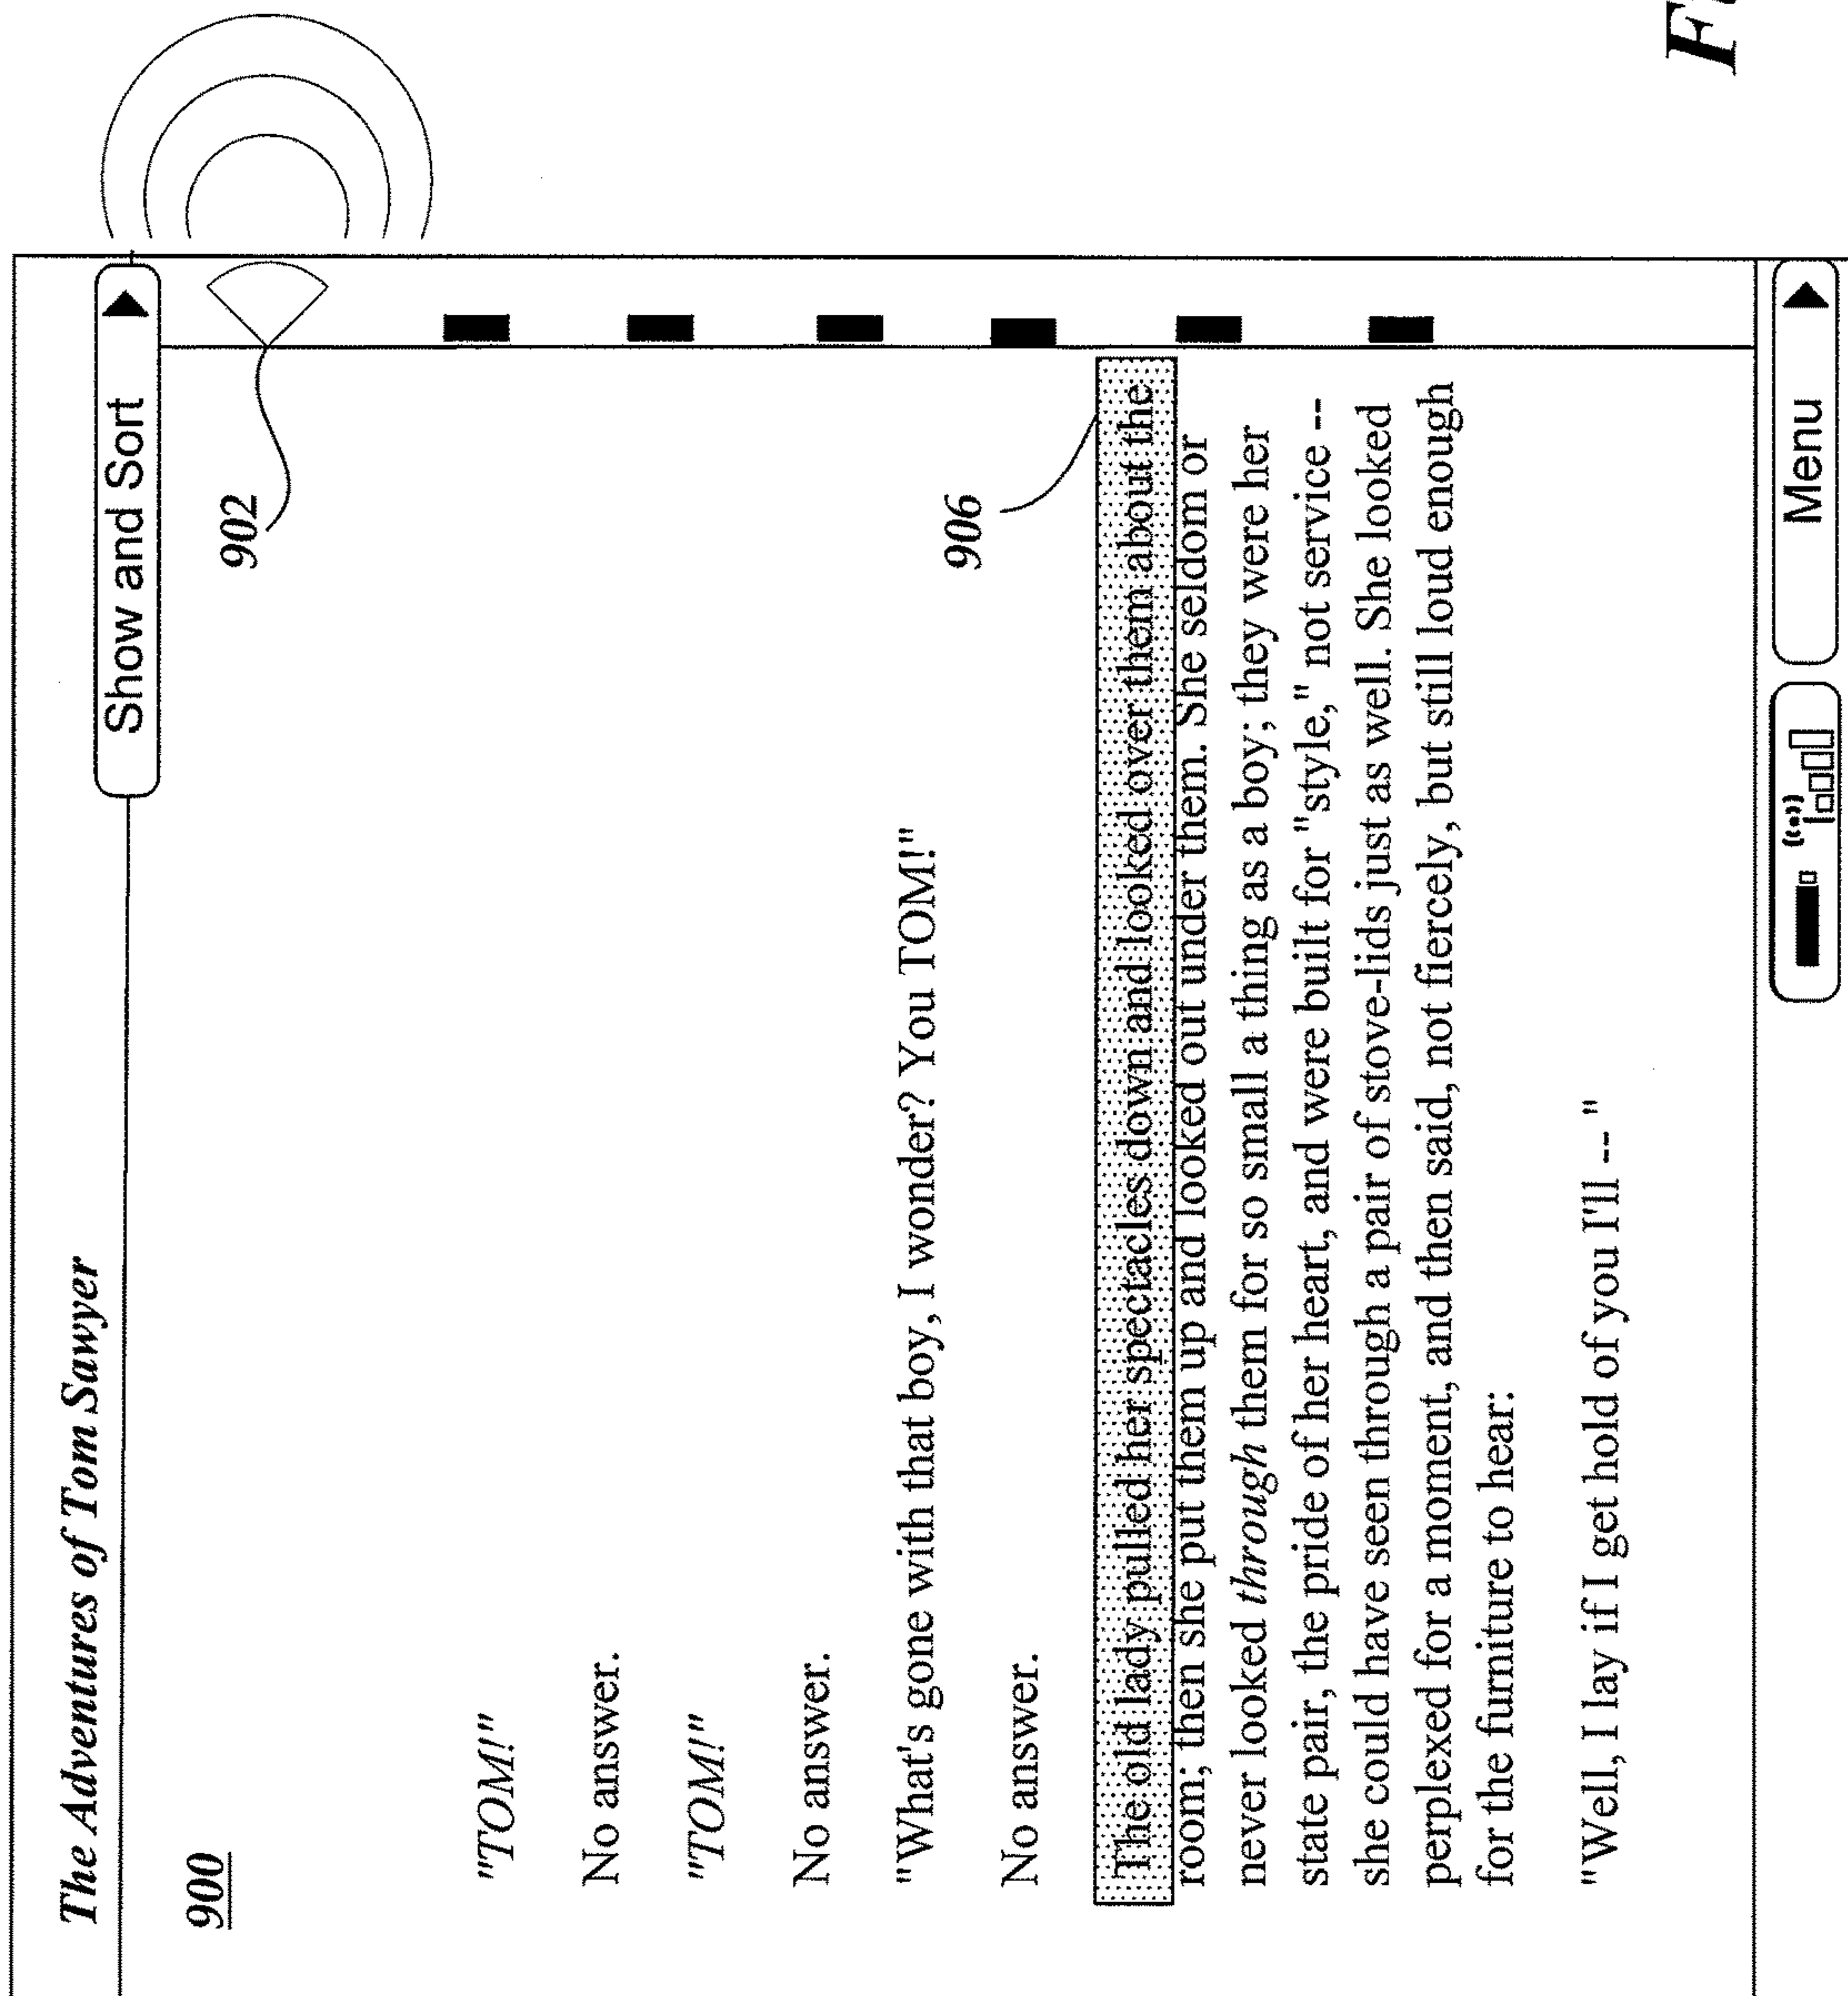 The Adventures of Tom Sawyer
Show and Sort
900
902
"TOM!"
No answer.
"TOM!"
No answer.
"What's gone with that boy, I wonder? You TOM!"
906
No answer.
The old lady pulled her spectacles down and looked over them about the
room; then she put them up and looked out under them. She seldom or
never looked through them for so small a thing as a boy; they were her
state pair, the pride of her heart, and were built for "style," not service --
she could have seen through a pair of stove-lids just as well. She looked
perplexed for a moment, and then said, not fiercely, but still loud enough
for the furniture to hear:
"Well, I lay if I get hold of you I'll -- "
Menu